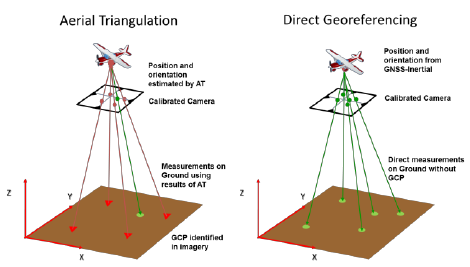 Aerial Triangulation
Position and
orientation
estimated by AT
Calibrated Camera
Measurements on
Ground using
results of AT
GCP identified
in imagery
Z
Y
X
Direct Georeferencing
Position and
orientation from
GNSS-Inertial
Calibrated Camera
Direct measurements
on Ground without
GCP
Z
Y
X